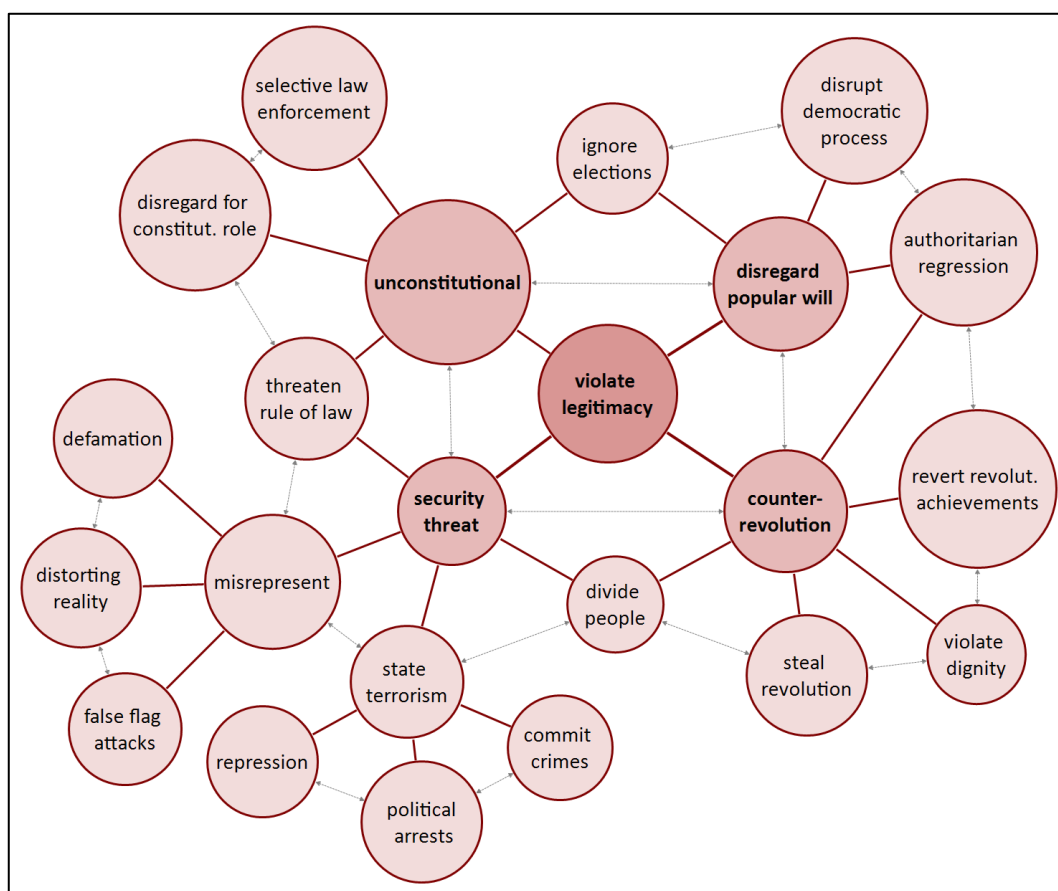 selective law
enforcement
disrupt
democratic
process
ignore
elections
disregard for
constitut. role
authoritarian
regression
unconstitutional
disregard
popular will
violate
legitimacy
threaten
rule of law
defamation
revert revolut.
achievements
security
threat
counter-
revolution
distorting
reality
misrepresent
divide
people
violate
dignity
steal
revolution
state
terrorism
false flag
attacks
repression
commit
crimes
political
arrests